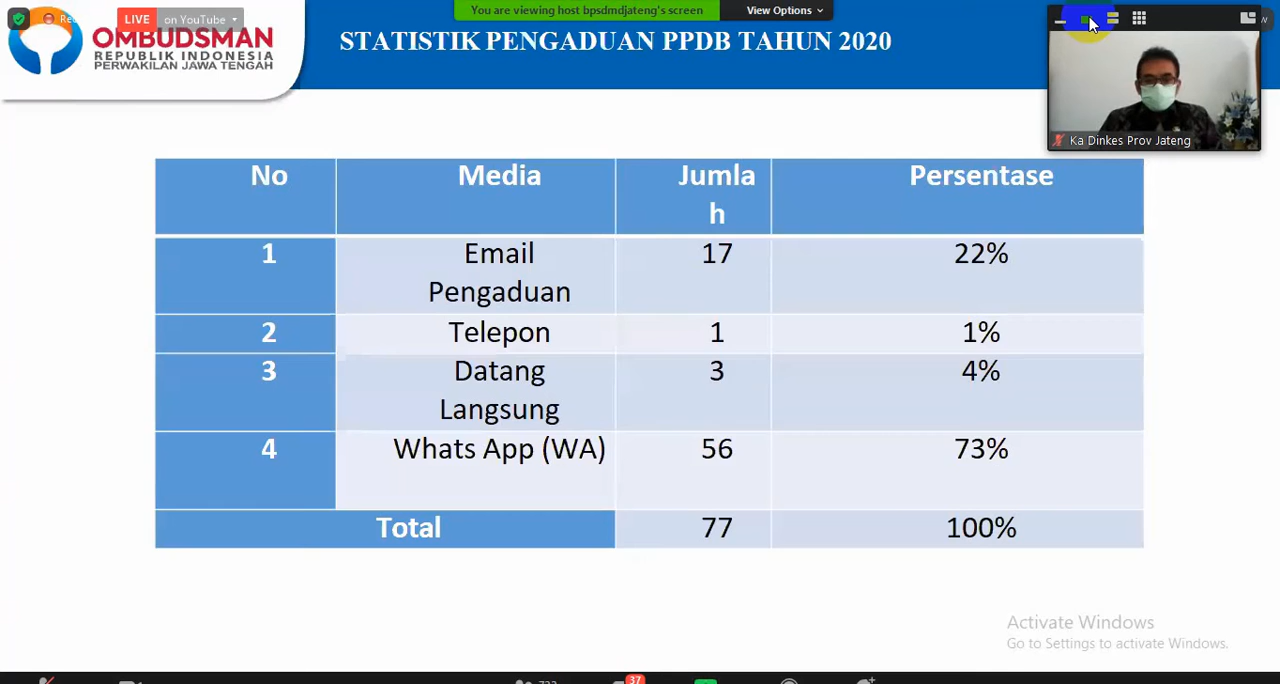 LIVE on YouTube
You are viewing host bpsdmdjateng's screen
View Options
OMBUDSMAN
REPUBLIK INDONESIA
PERWAKILAN JAWA TENGAH
STATISTIK PENGADUAN PPDB TAHUN 2020
Ka Dinkes Prov Jateng
No Media Jumla Persentase
h
1 Email 17 22%
Pengaduan
2 Telepon 1 1%
3 Datang 3 4%
Langsung
4 Whats App (WA) 56 73%
Total 77 100%
Activate Windows
Go to Settings to activate Windows.
37